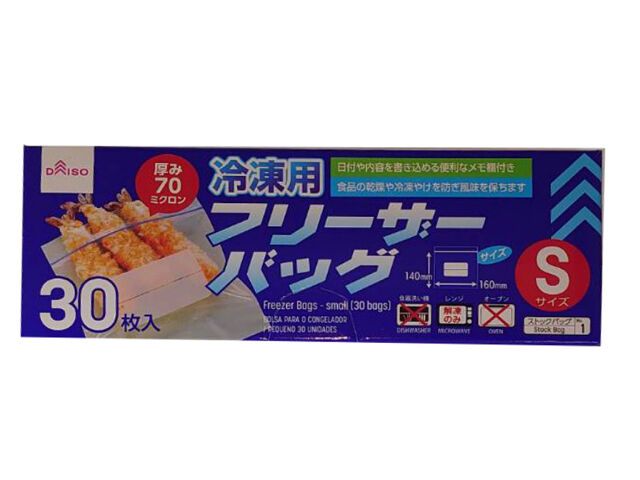 DAISO
厚み
70
ミクロン
冷凍用
日付や内容を書き込める便利なメモ欄付き
食品の乾燥や冷凍やけを防ぎ風味を保ちます
フリーザー
バッグ
30枚入
Freezer Bags - small (30 bags)
BOLSA PARA O CONGELADOR
PEQUENO 30 UNIDADES
サイズ
140mm
160mm
食器洗い機
レンジ
オーブン
解凍
のみ
DISHWASHER
MICROWAVE
OVEN
S
サイズ
ストックバッグ
Stock Bag
No.
1